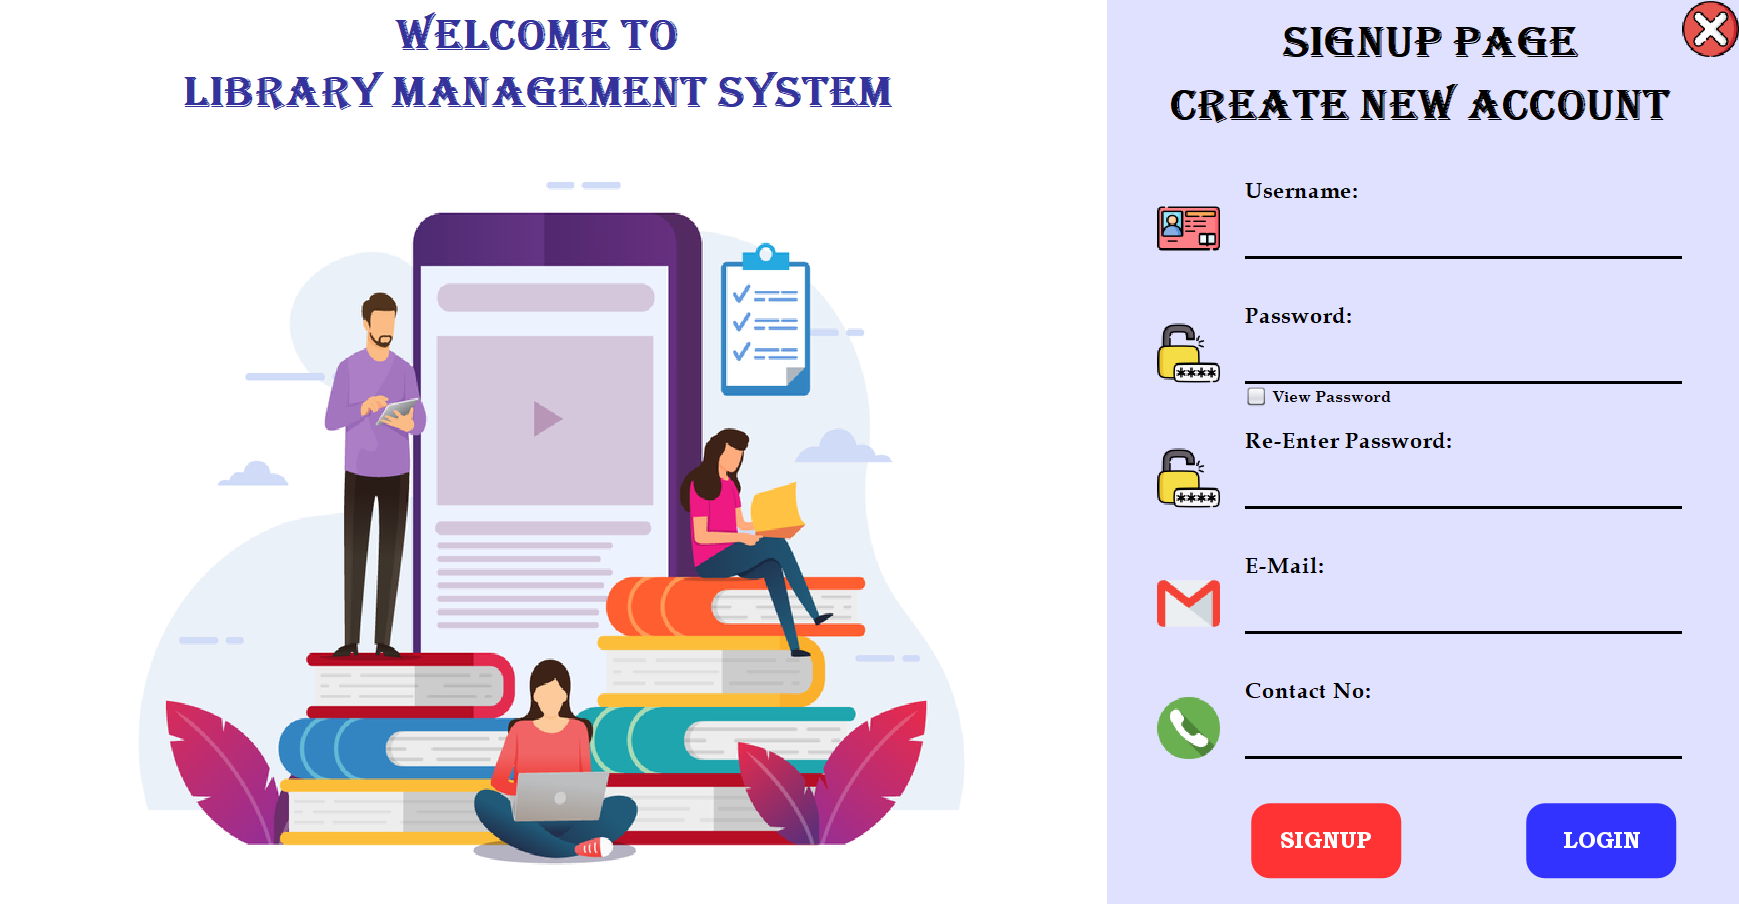 WELCOME TO
LIBRARY MANAGEMENT SYSTEM
SIGNUP PAGE
CREATE NEW ACCOUNT
Username:
Password:
****
View Password
Re-Enter Password:
****
E-Mail:
Contact No:
SIGNUP
LOGIN